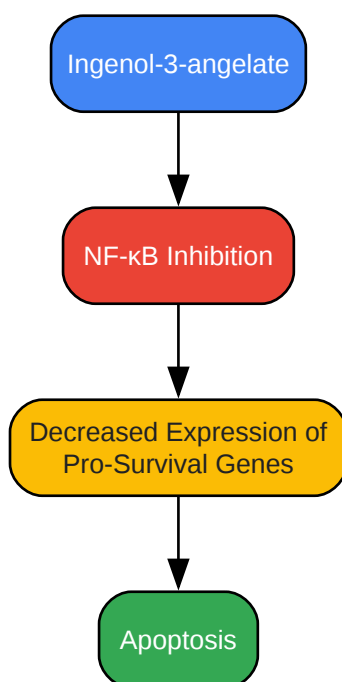 Ingenol-3-angelate
NF-κB Inhibition
Decreased Expression of
Pro-Survival Genes
Apoptosis